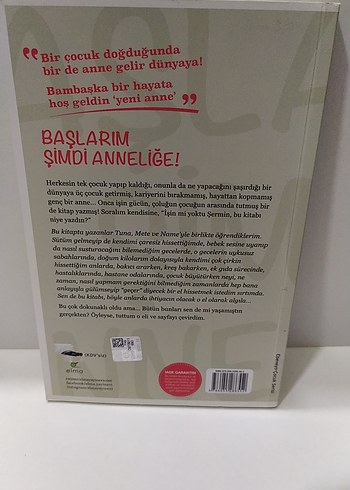 “Bir çocuk doğduğunda
bir de anne gelir dünyaya!
Bambaşka bir hayata
hoş geldin ‘yeni anne’”
BAŞLARIM
ŞİMDİ ANNELİĞE!
Herkesin tek çocuk yapıp kaldığı, onunla da ne yapacağını şaşırdığı bir
dünyaya üç çocuk getirmiş, kariyerini bırakmamış, hayattan kopmamış
genç bir anne... Onca işin gücün, çoluğun çocuğun arasında tutmuş bir
de kitap yazmış! Soralım kendisine, “İşin mi yoktu Şermin, bu kitabı
niye yazdın?”
Bu kitapta yazanlar Tuna, Mete ve Name'yle birlikte öğrendiklerim.
Sütüm gelmeyip de kendimi çaresiz hissettiğimde, bebek sesine uyanıp
da nasıl susturacağımı bilemediğim gecelerde, o gecelerin uykusuz
sabahlarında, doğum kilolarım dolayısıyla kendimi çok çirkin
hissettiğim anlarda, bakıcı ararken, kreş bakarken, ek gıda sürecinde,
hastalıklarında, hastane odalarında, çocuk büyütürken neyi, ne
zaman, nasıl yapmam gerektiğini bilmediğim zamanlarda hep bana
anlayışla gülümseyip “geçer” diyecek bir el hissetmek istedim sırtımda.
Sen de bu kitabı, böyle anlarda ihtiyacın olacak o el olarak algıla...
Bu çok dokunaklı oldu ama... Bütün bunları sen de mi yaşamıştın
gerçekten? Öyleyse, tuttum o eli ve sayfayı çevirdim.
(KDV'siz)
elma